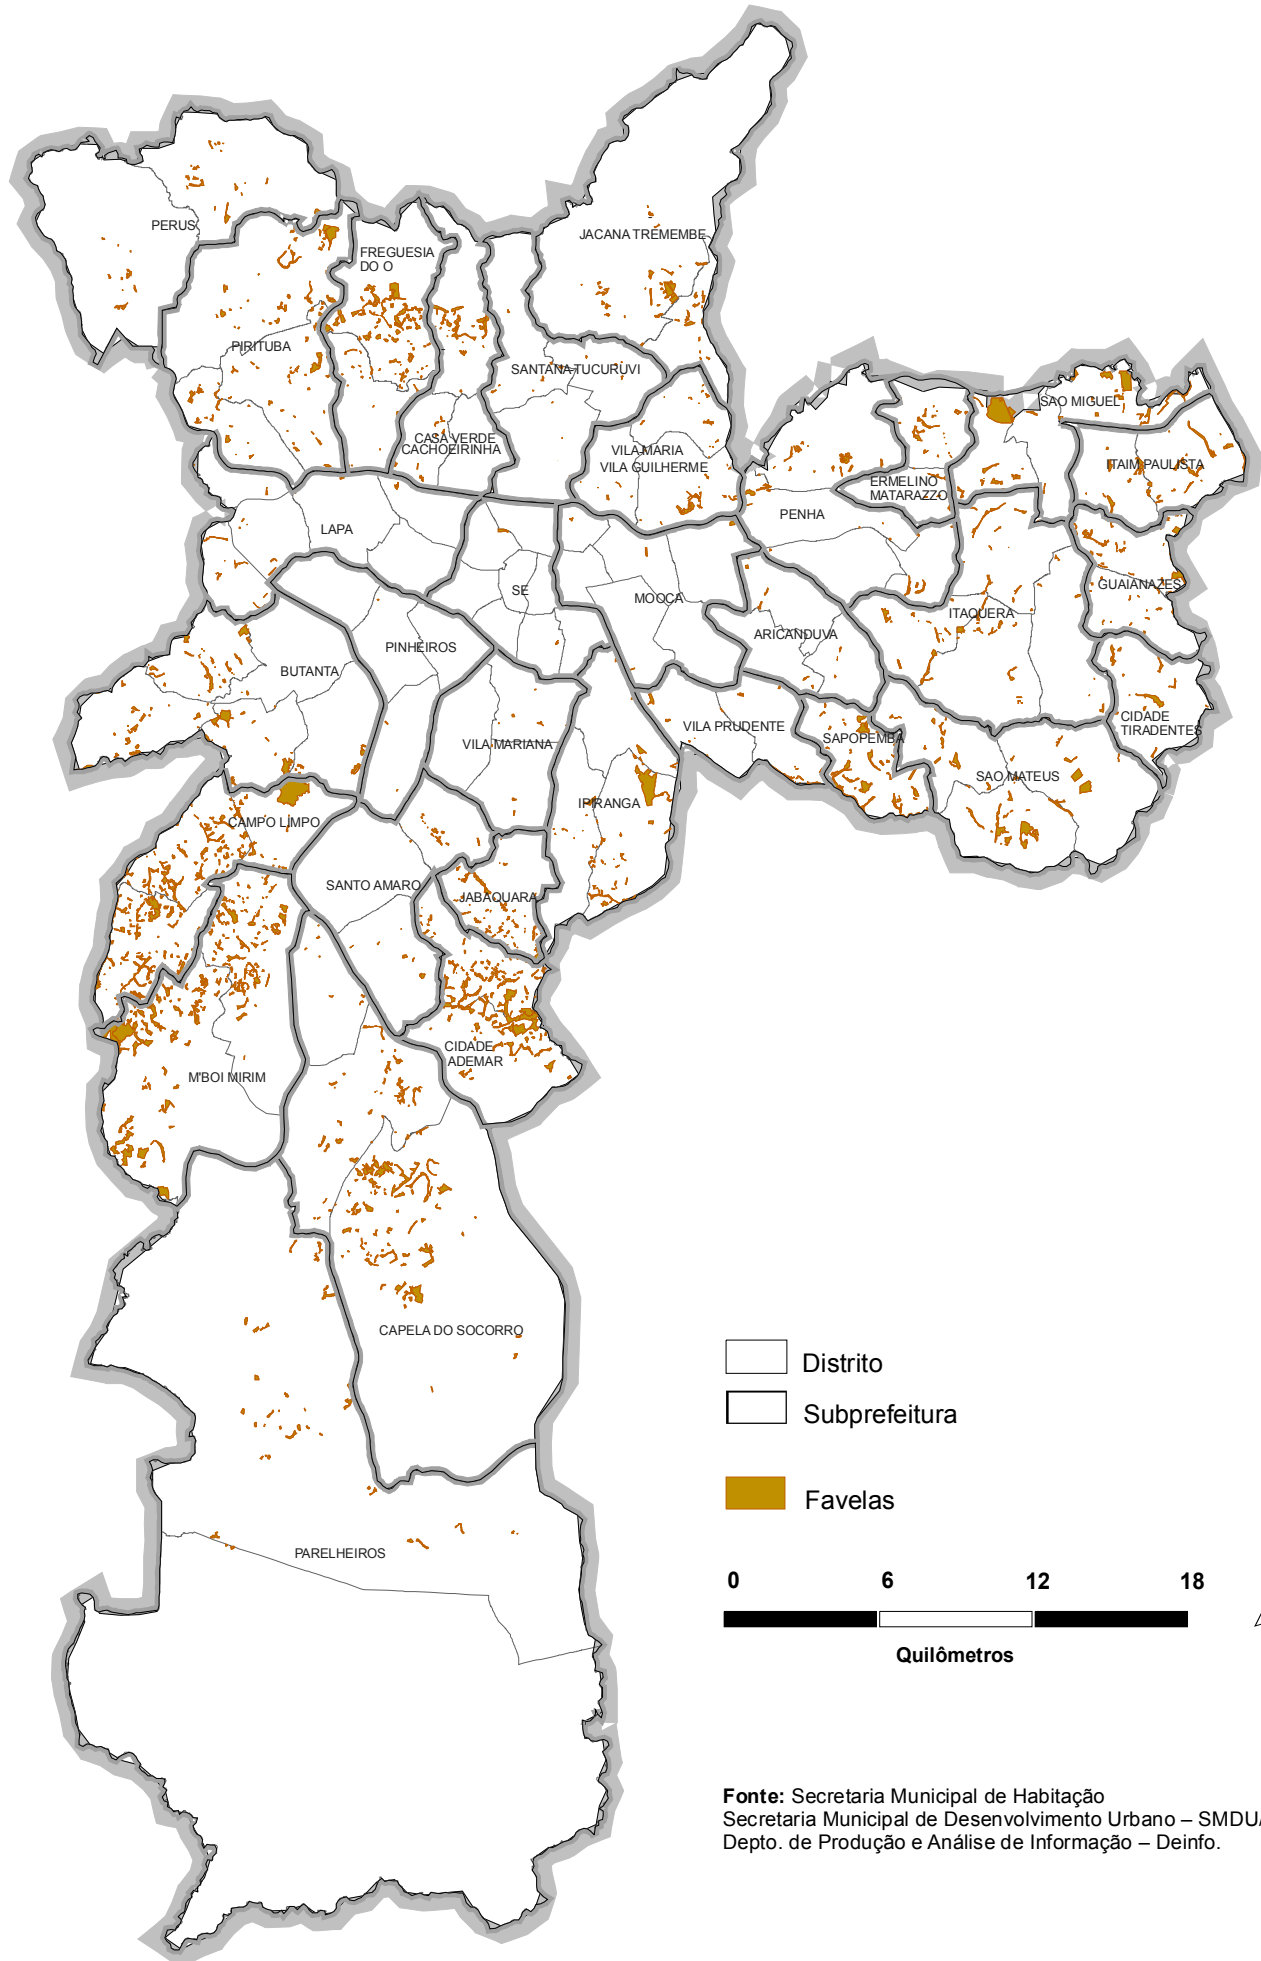 JACANA TREMEMBE
PERUS
FREGUESIA
DO O
PIRITUBA
SANTANA-TUCURUVI
SAO MIGUEL
CASA VERDE
CACHOEIRINHA
VILA MARIA
VILA GUILHERME
ITAIM PAULISTA
ERMELINO
MATARAZZO
PENHA
LAPA
SE
MOOCA
GUAIANAZES
ITAQUERA
ARICANDUVA
PINHEIROS
BUTANTA
CIDADE
TIRADENTES
VILA PRUDENTE
SAPOPEMBA
VILA MARIANA
SAO MATEUS
IPIRANGA
CAMPO LIMPO
SANTO AMARO
JABAQUARA
CIDADE
ADEMAR
M'BOI MIRIM
CAPELA DO SOCORRO
PARELHEIROS
Distrito
Subprefeitura
Favelas
0 6 12 18
Quilômetros
Fonte: Secretaria Municipal de Habitação
Secretaria Municipal de Desenvolvimento Urbano – SMDU/
Depto. de Produção e Análise de Informação – Deinfo.